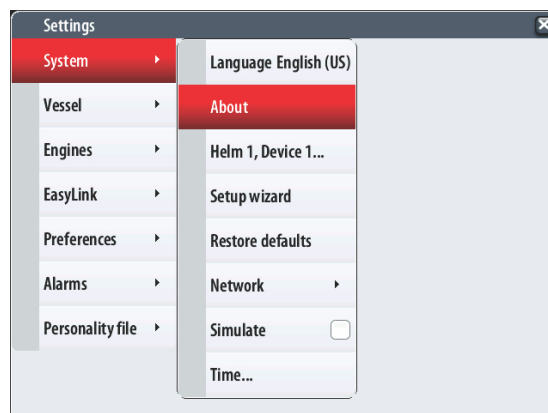 Settings
System
Vessel
Engines
EasyLink
Preferences
Alarms
Personality file
Language English (US)
About
Helm 1, Device 1...
Setup wizard
Restore defaults
Network
Simulate
Time...